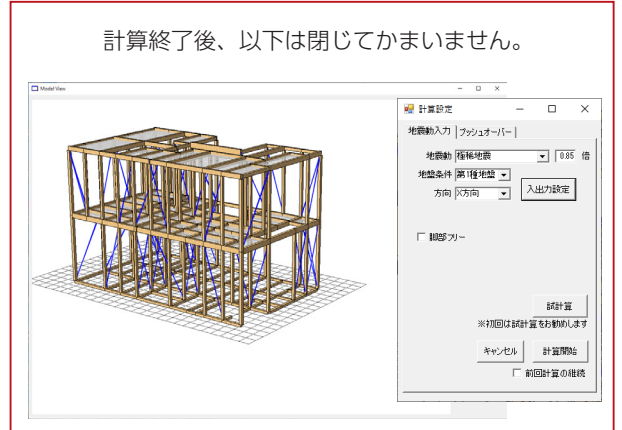 計算終了後、以下は閉じてかまいません。
Model View
計算設定
地震動入力 プッシュオーバー
地震動 極稀地震 0.85 倍
地盤条件 第1種地盤
方向 X方向 入出力設定
脚部フリー
試計算
※初回は試計算をお勧めします
キャンセル 計算開始
前回計算の継続